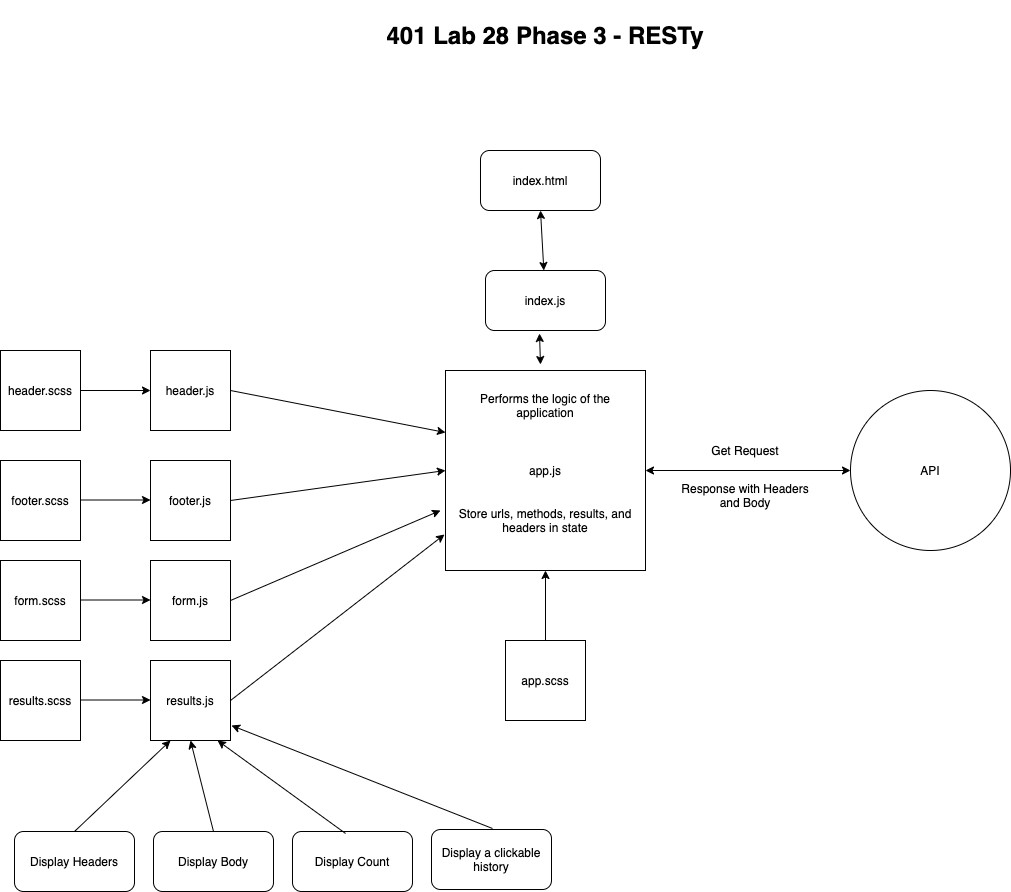 401 Lab 28 Phase 3 - RESTy
index.html
index.js
header.scss
header.js
Performs the logic of the
application
app.js
Store urls, methods, results, and
headers in state
Get Request
Response with Headers
and Body
API
footer.scss
footer.js
form.scss
form.js
results.scss
results.js
app.scss
Display Headers
Display Body
Display Count
Display a clickable
history